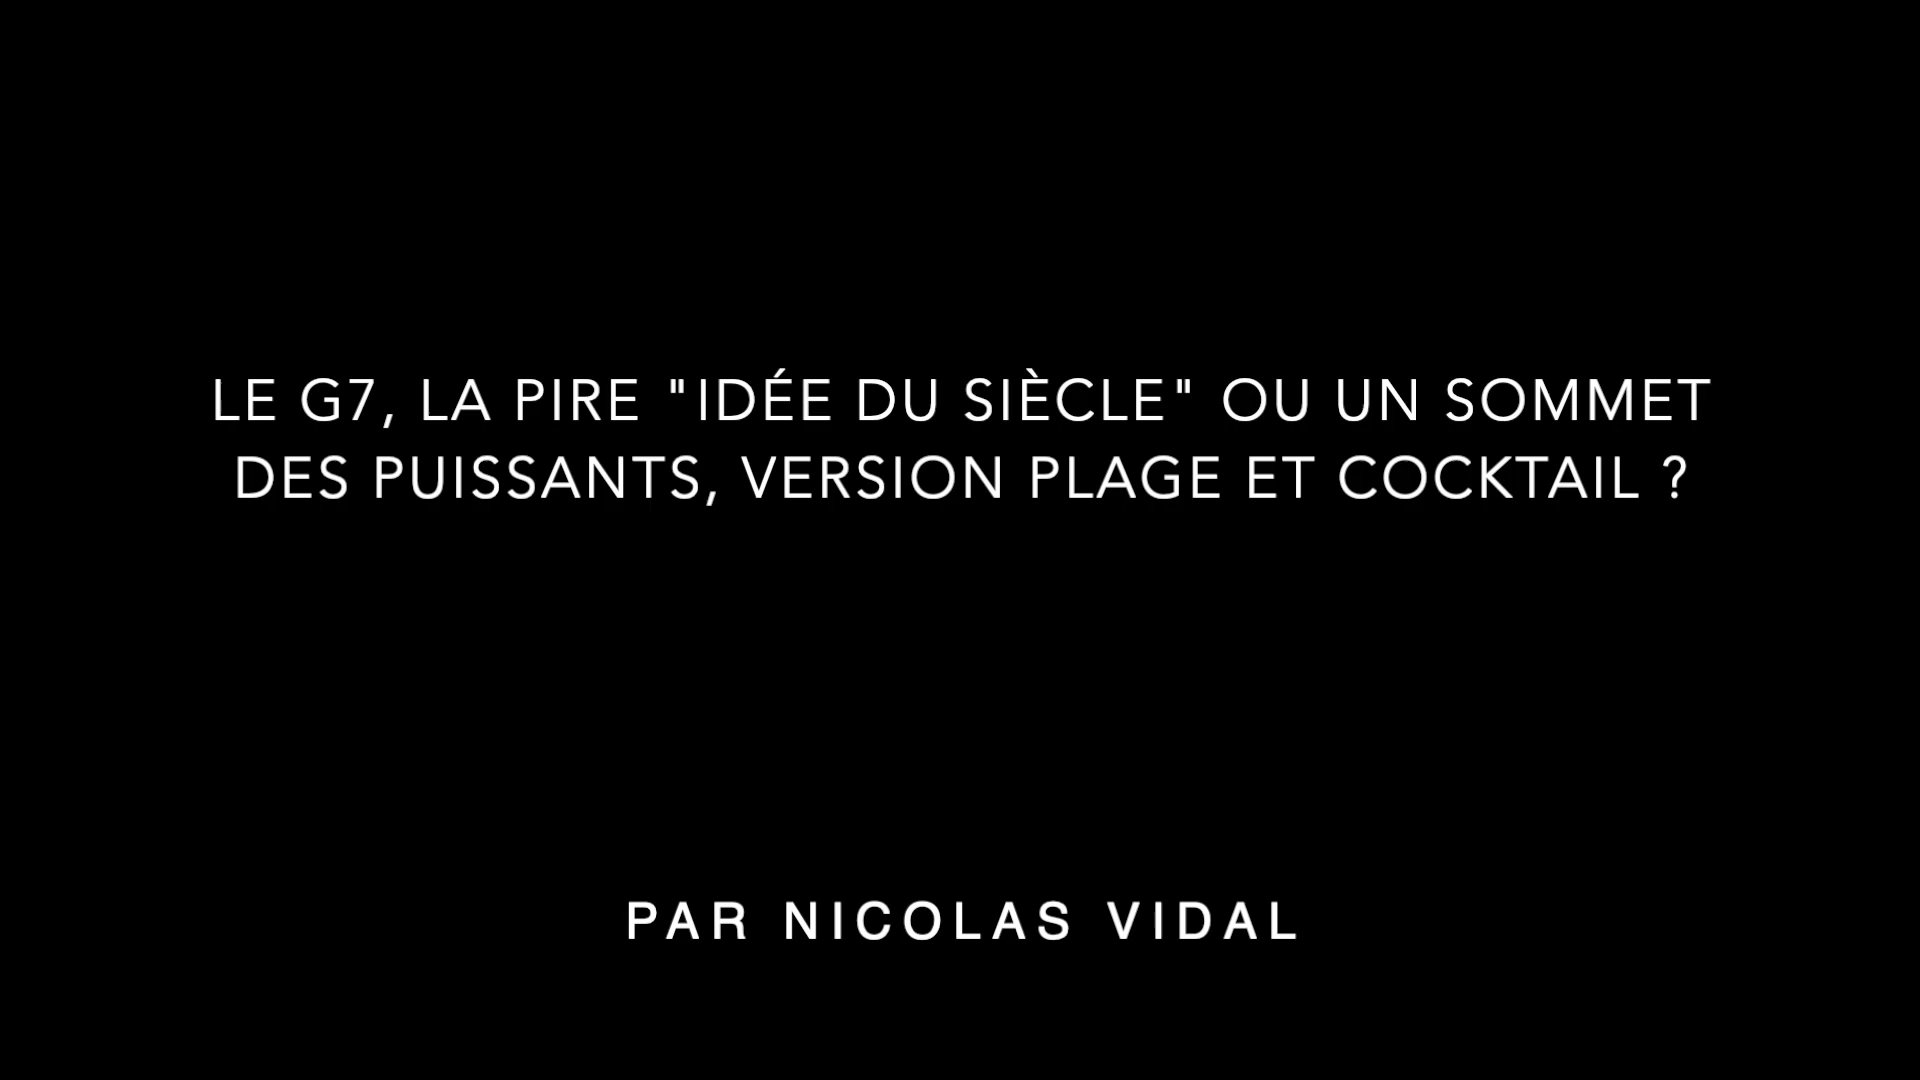 LE G7, LA PIRE "IDÉE DU SIÈCLE" OU UN SOMMET
DES PUISSANTS, VERSION PLAGE ET COCKTAIL ?
PAR NICOLAS VIDAL